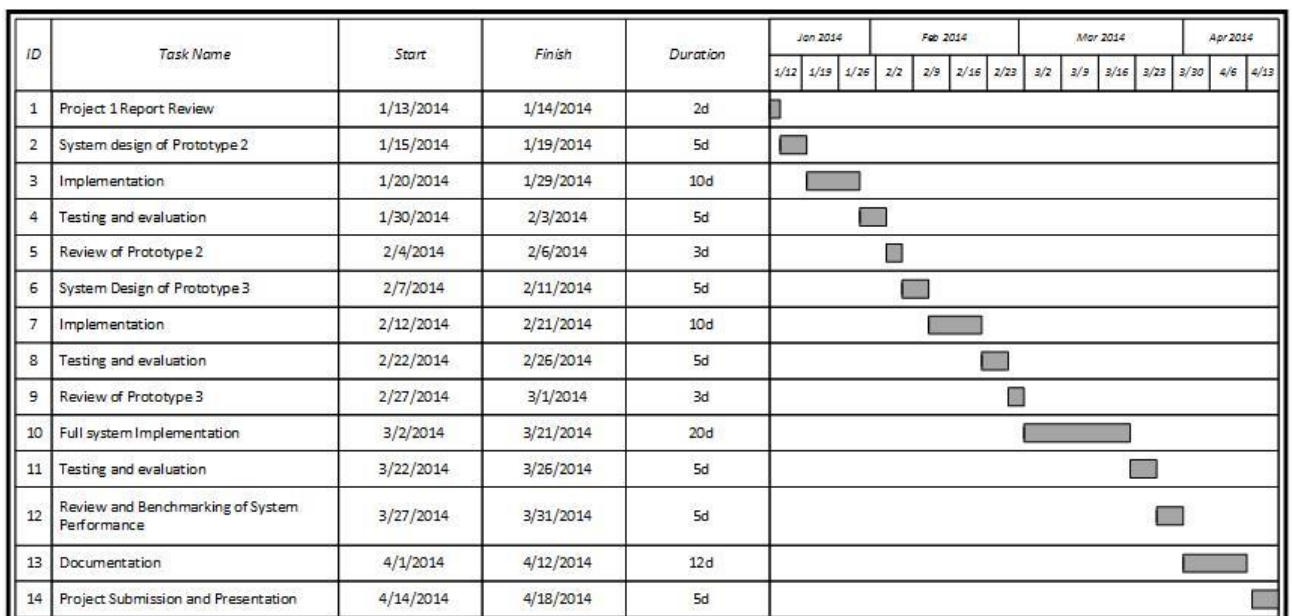 ID Task Name Start Finish Duration Jan 2014 Feb 2014 Mar 2014 Apr 2014
1/12 1/19 1/26 2/2 2/9 2/16 2/23 3/2 3/9 3/16 3/23 3/30 4/6 4/13
1 Project 1 Report Review 1/13/2014 1/14/2014 2d
2 System design of Prototype 2 1/15/2014 1/19/2014 5d
3 Implementation 1/20/2014 1/29/2014 10d
4 Testing and evaluation 1/30/2014 2/3/2014 5d
5 Review of Prototype 2 2/4/2014 2/6/2014 3d
6 System Design of Prototype 3 2/7/2014 2/11/2014 5d
7 Implementation 2/12/2014 2/21/2014 10d
8 Testing and evaluation 2/22/2014 2/26/2014 5d
9 Review of Prototype 3 2/27/2014 3/1/2014 3d
10 Full system Implementation 3/2/2014 3/21/2014 20d
11 Testing and evaluation 3/22/2014 3/26/2014 5d
12 Review and Benchmarking of System
Performance 3/27/2014 3/31/2014 5d
13 Documentation 4/1/2014 4/12/2014 12d
14 Project Submission and Presentation 4/14/2014 4/18/2014 5d